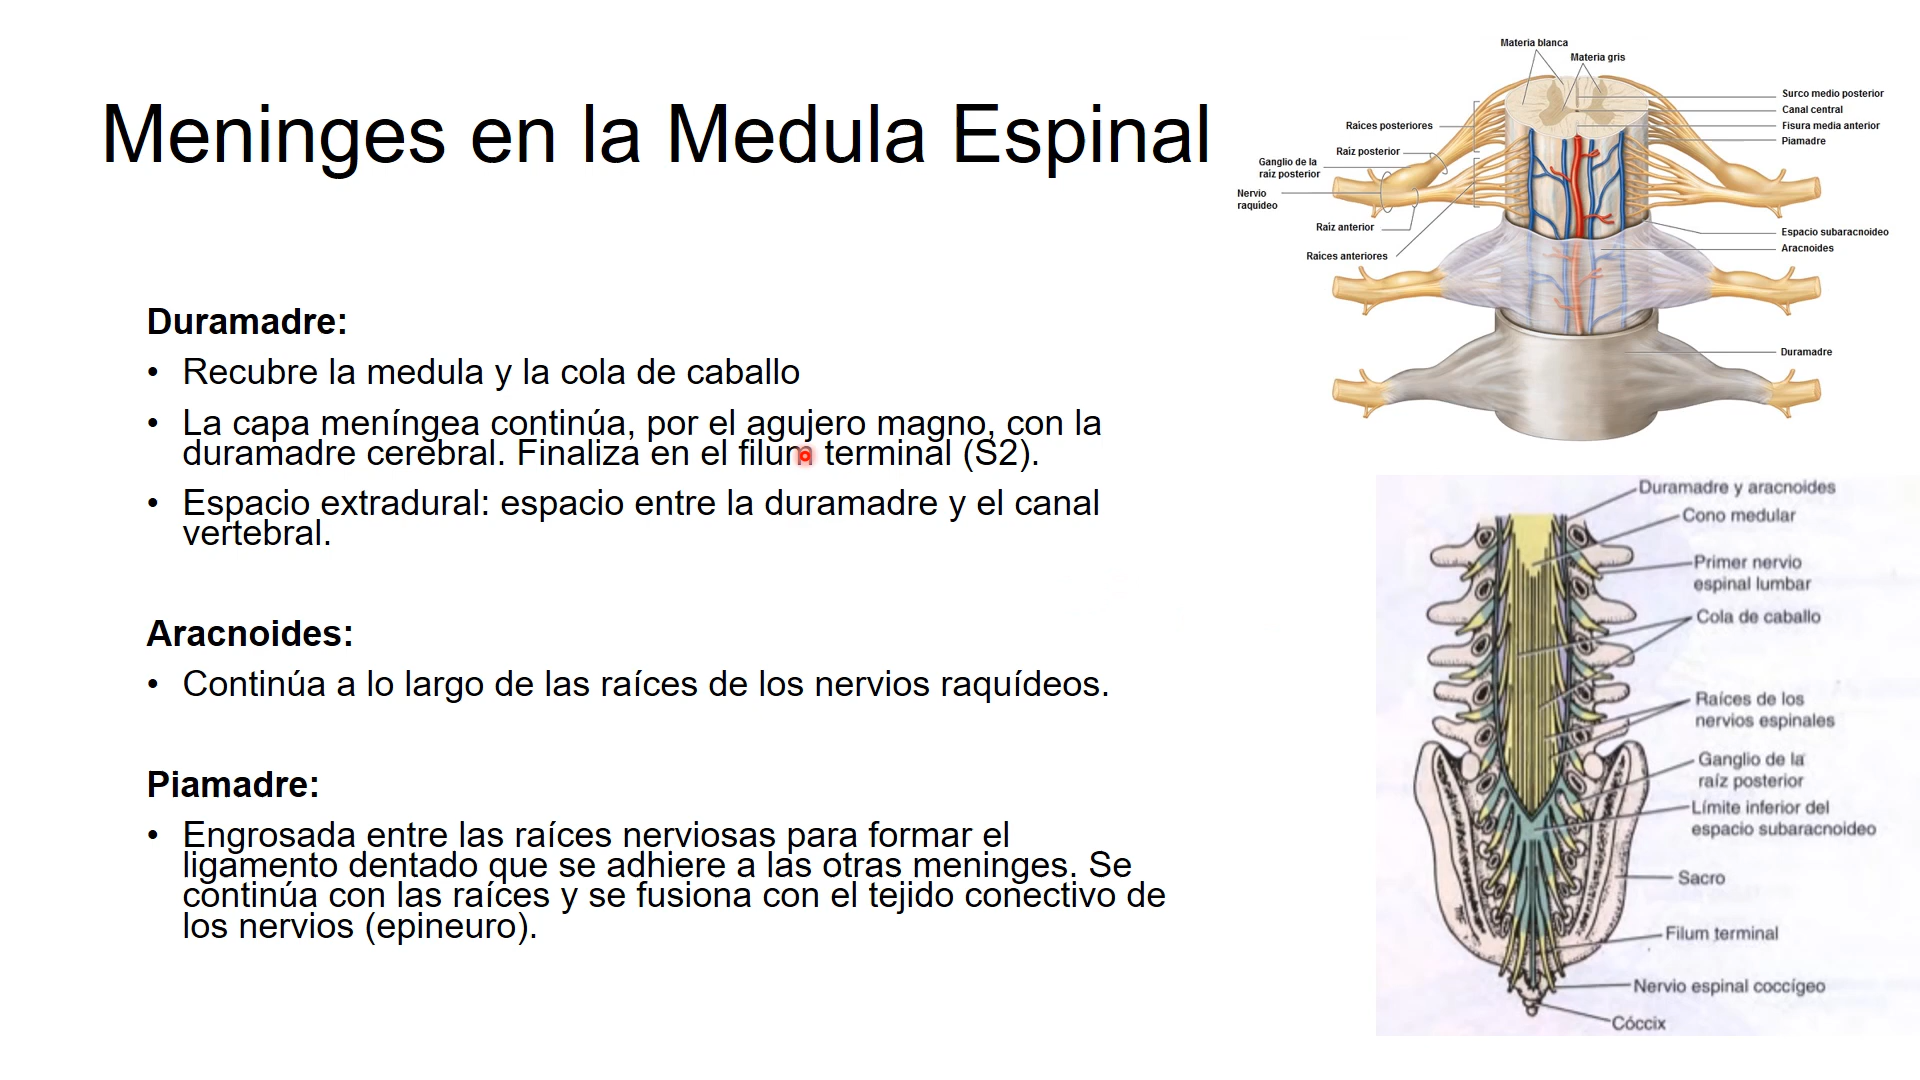 Meninges en la Medula Espinal
Duramadre:
• Recubre la medula y la cola de caballo
• La capa meníngea continúa, por el agujero magno, con la
duramadre cerebral. Finaliza en el filum terminal (S2).
• Espacio extradural: espacio entre la duramadre y el canal
vertebral.
Aracnoides:
• Continúa a lo largo de las raíces de los nervios raquídeos.
Piamadre:
• Engrosada entre las raíces nerviosas para formar el
ligamento dentado que se adhiere a las otras meninges. Se
continúa con las raíces y se fusiona con el tejido conectivo de
los nervios (epineuro).
Materia blanca
Materia gris
Surco medio posterior
Canal central
Fisura media anterior
Piamadre
Raíces posteriores
Raíz posterior
Ganglio de la
raíz posterior
Nervio
raquídeo
Raíz anterior
Raíces anteriores
Espacio subaracnoideo
Aracnoides
Duramadre
Duramadre y aracnoides
Cono medular
Primer nervio
espinal lumbar
Cola de caballo
Raíces de los
nervios espinales
Ganglio de la
raíz posterior
Límite inferior del
espacio subaracnoideo
Sacro
Filum terminal
Nervio espinal coccígeo
Cóccix